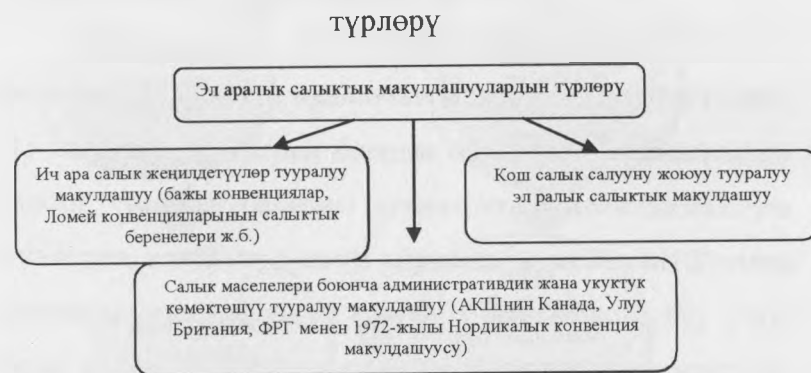 түрлөрү
Эл аралык салыктык макулдашуулардын түрлөрү
Ич ара салык жеңилдетүүлөр тууралуу
макулдашуу (бажы конвенциялар,
Ломей конвенцияларынын салыктык
беренелери ж.б.)
Кош салык салууну жоюуу тууралуу
эл ралык салыктык макулдашуу
Салык маселелери боюнча административдик жана укуктук
көмөктөшүү тууралуу макулдашуу (АКШнин Канада, Улуу
Британия, ФРГ менен 1972-жылы Нордикалык конвенция
макулдашуусу)